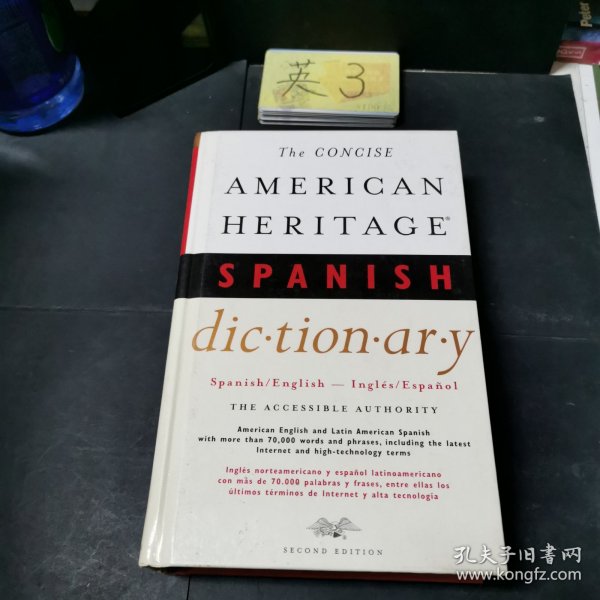 英 3
Peter
The CONCISE
AMERICAN
HERITAGE®
SPANISH
dic·tion·ar·y
Spanish/English — Inglés/Español
THE ACCESSIBLE AUTHORITY
American English and Latin American Spanish
with more than 70,000 words and phrases, including the latest
Internet and high-technology terms
Inglés norteamericano y español latinoamericano
con más de 70.000 palabras y frases, entre ellas los
últimos términos de Internet y alta tecnología
SECOND EDITION
孔夫子旧书网
www.kongfz.com